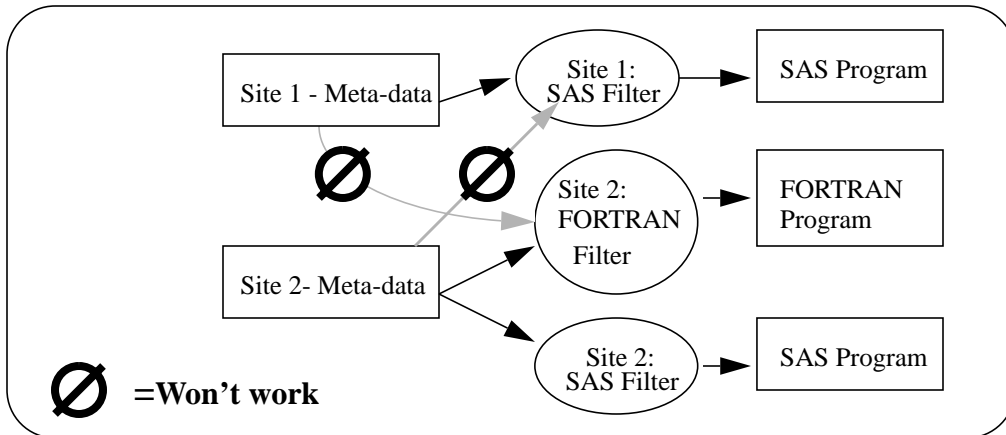 Site 1 - Meta-data
Site 1:
SAS Filter
SAS Program
Site 2:
FORTRAN
Filter
FORTRAN
Program
Site 2- Meta-data
Site 2:
SAS Filter
SAS Program
=Won't work